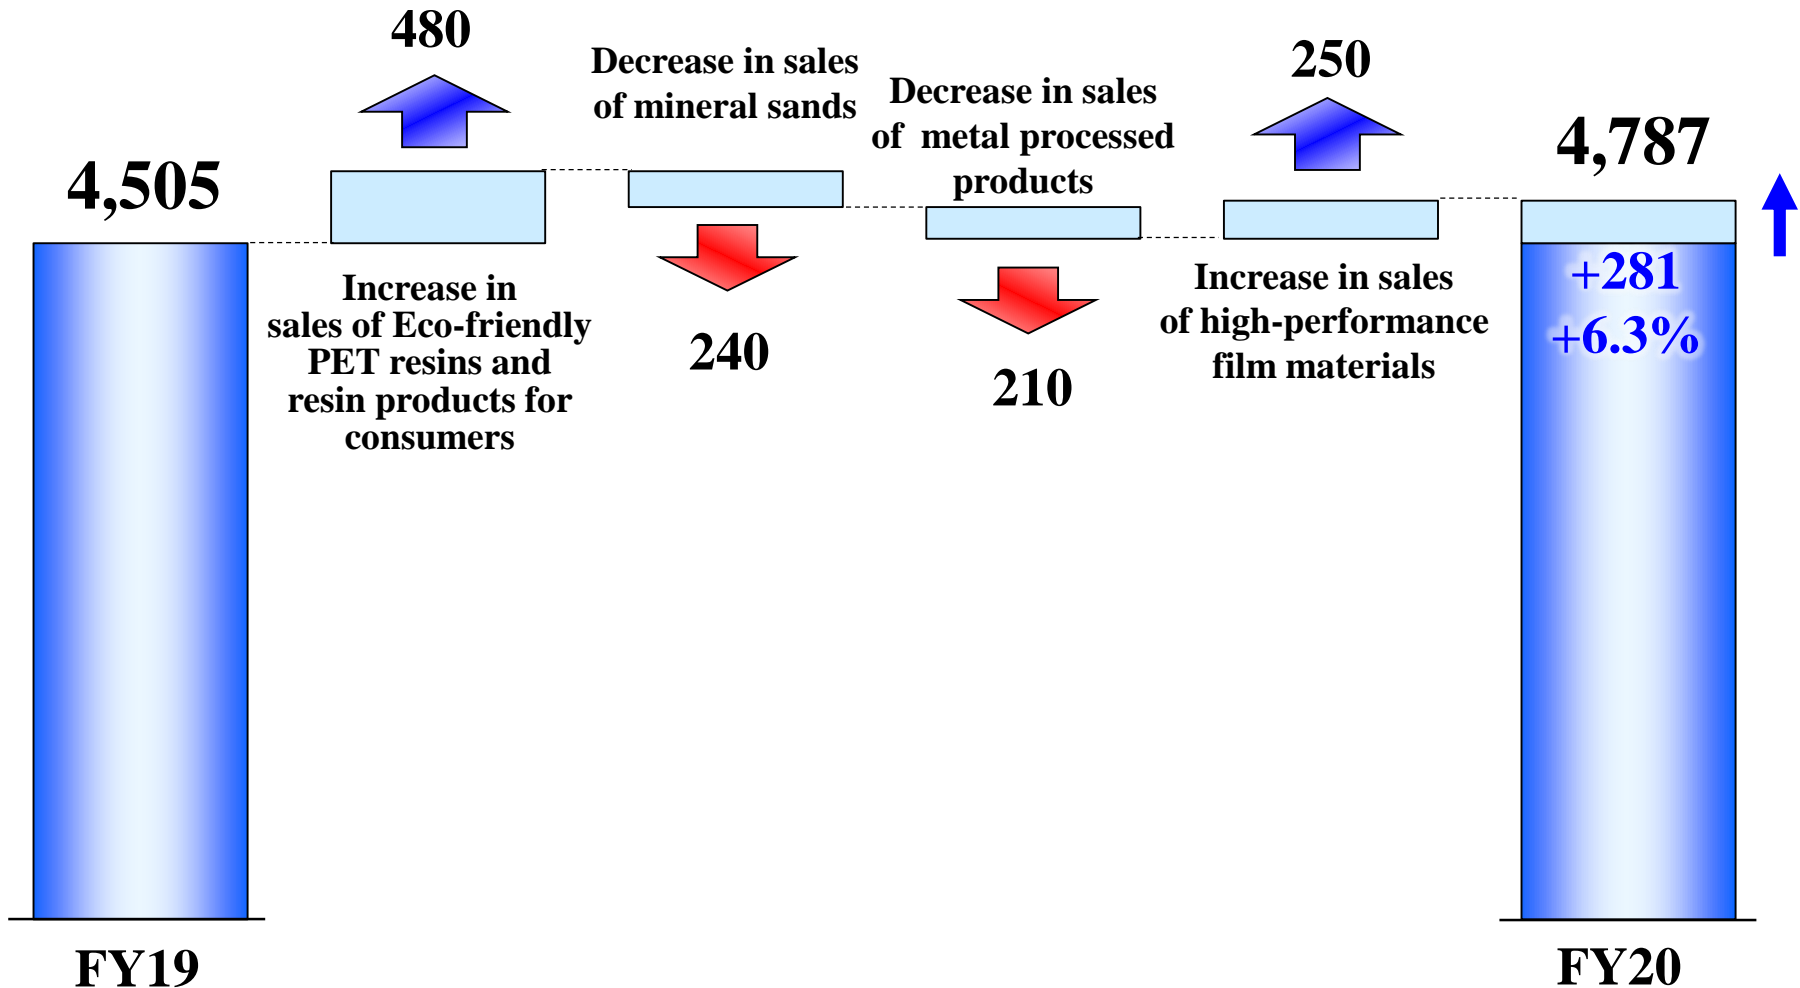 4,505
FY19
480
Increase in
sales of Eco-friendly
PET resins and
resin products for
consumers
Decrease in sales
of mineral sands
240
Decrease in sales
of  metal processed
products
210
250
Increase in sales
of high-performance
film materials
4,787
+281
+6.3%
FY20